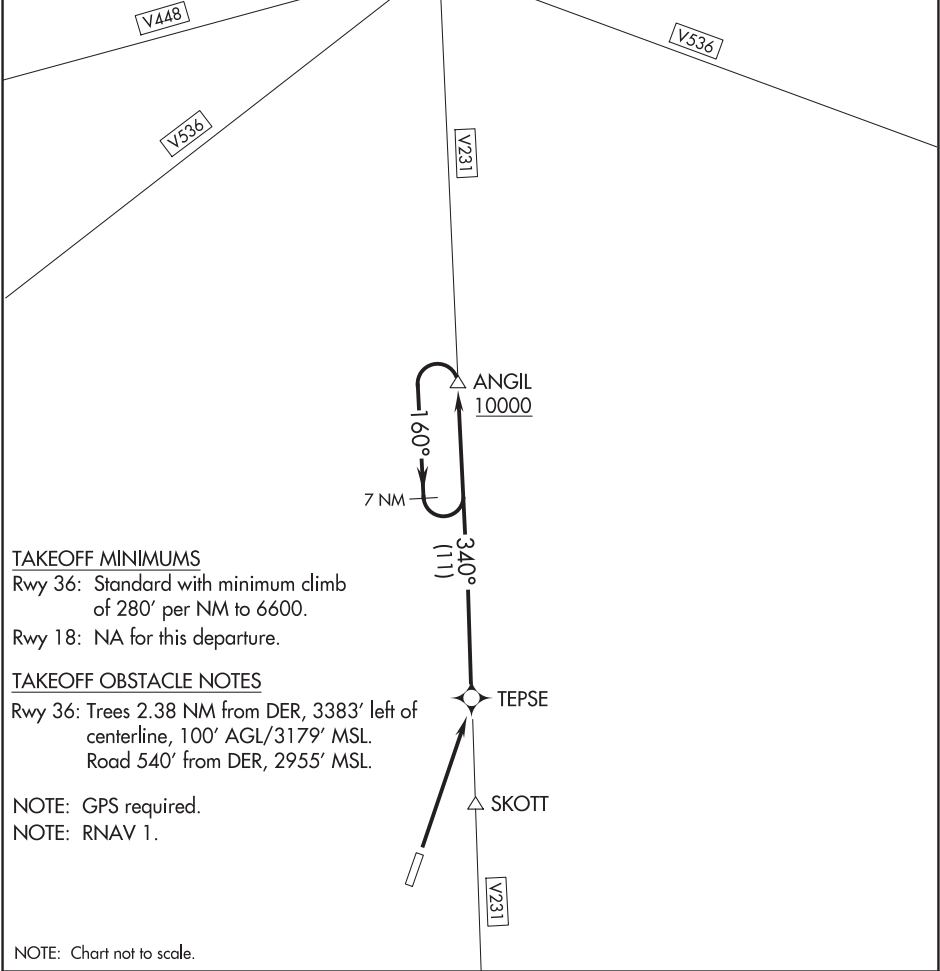 V448
V536
V536
V231
ANGIL
10000
160°
7 NM
340°
(11)
TAKEOFF MINIMUMS
Rwy 36: Standard with minimum climb
of 280' per NM to 6600.
Rwy 18: NA for this departure.
TAKEOFF OBSTACLE NOTES
Rwy 36: Trees 2.38 NM from DER, 3383' left of
centerline, 100' AGL/3179' MSL.
Road 540' from DER, 2955' MSL.
TEPSE
SKOTT
NOTE: GPS required.
NOTE: RNAV 1.
V231
NOTE: Chart not to scale.